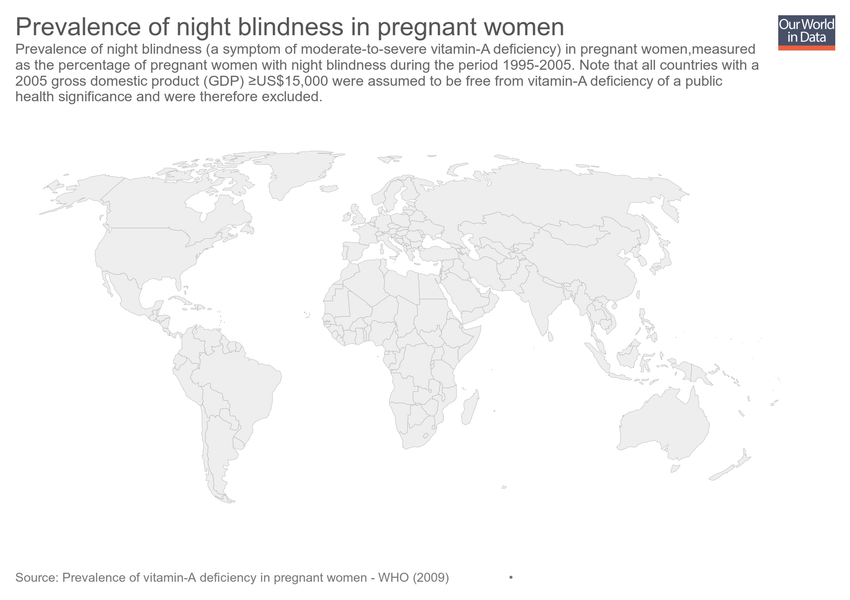 Prevalence of night blindness in pregnant women
Our World
in Data
Prevalence of night blindness (a symptom of moderate-to-severe vitamin-A deficiency) in pregnant women,measured
as the percentage of pregnant women with night blindness during the period 1995-2005. Note that all countries with a
2005 gross domestic product (GDP) ≥US$15,000 were assumed to be free from vitamin-A deficiency of a public
health significance and were therefore excluded.
Source: Prevalence of vitamin-A deficiency in pregnant women - WHO (2009) •